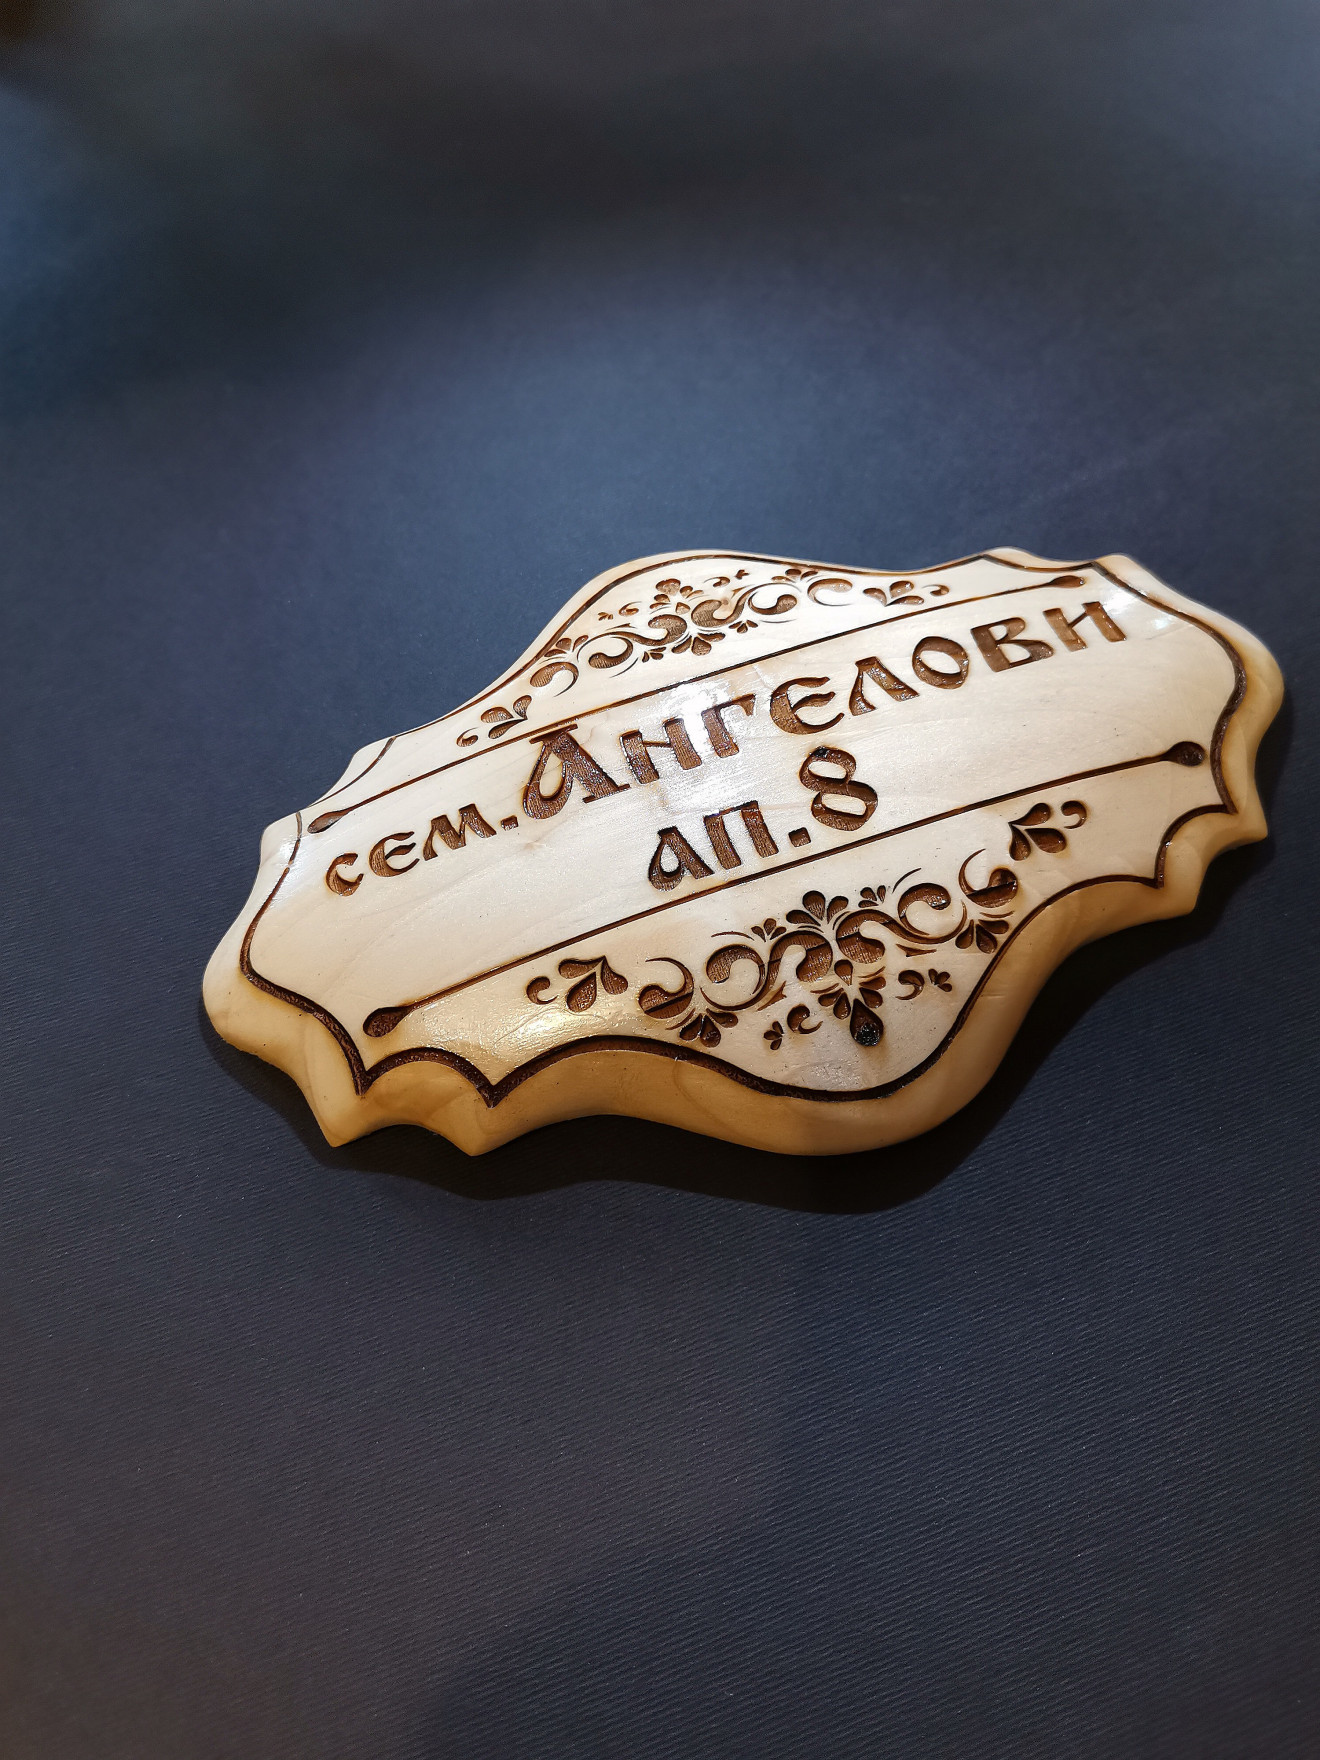 сем. Ангелови
ап. 8